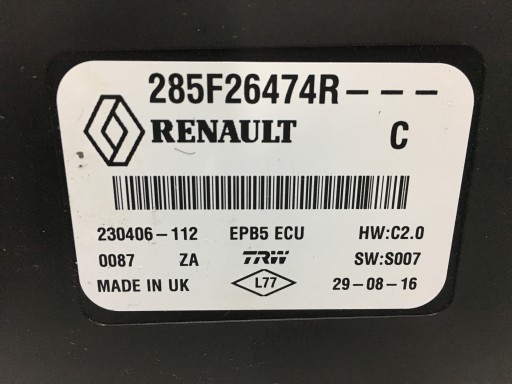 285F26474R---
RENAULT C
230406-112 EPB5 ECU HW:C2.0
0087 ZA TRW SW:S007
MADE IN UK L77 29-08-16